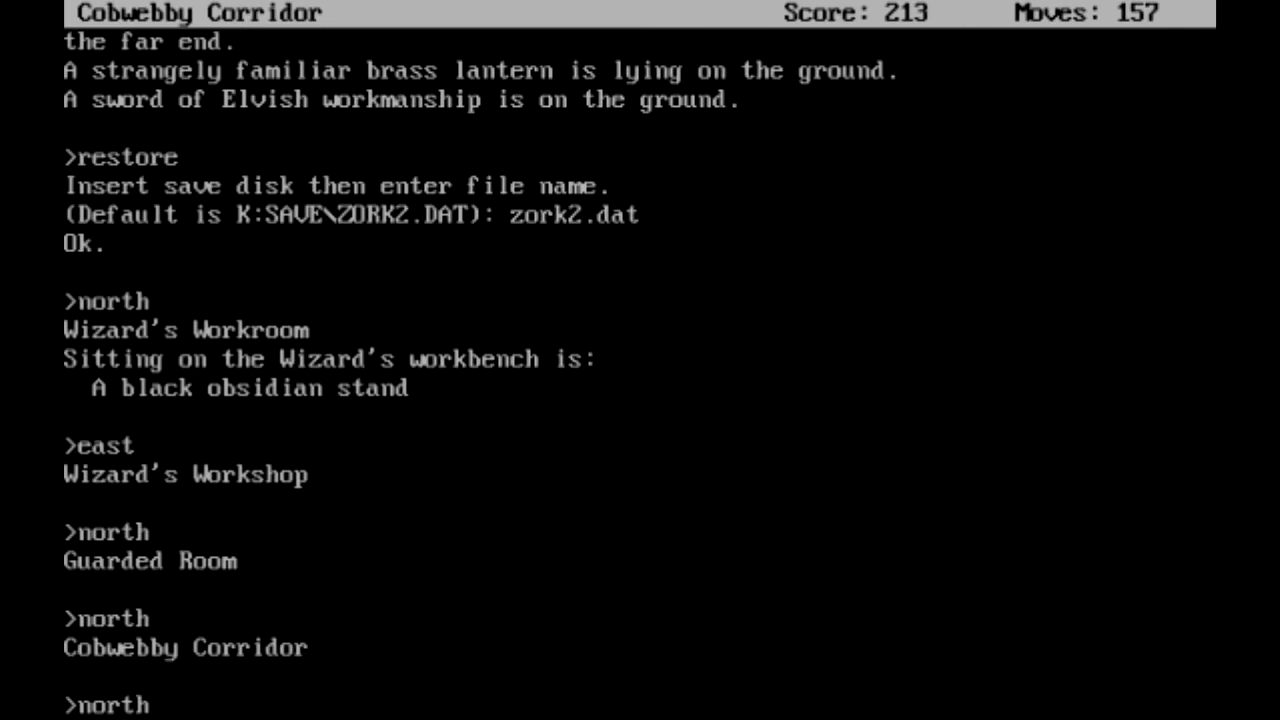 Cobwebby Corridor Score: 213 Moves: 157
the far end.
A strangely familiar brass lantern is lying on the ground.
A sword of Elvish workmanship is on the ground.
>restore
Insert save disk then enter file name.
(Default is K:SAVE\ZORK2.DAT): zork2.dat
Ok.
>north
Wizard's Workroom
Sitting on the Wizard's workbench is:
A black obsidian stand
>east
Wizard's Workshop
>north
Guarded Room
>north
Cobwebby Corridor
>north